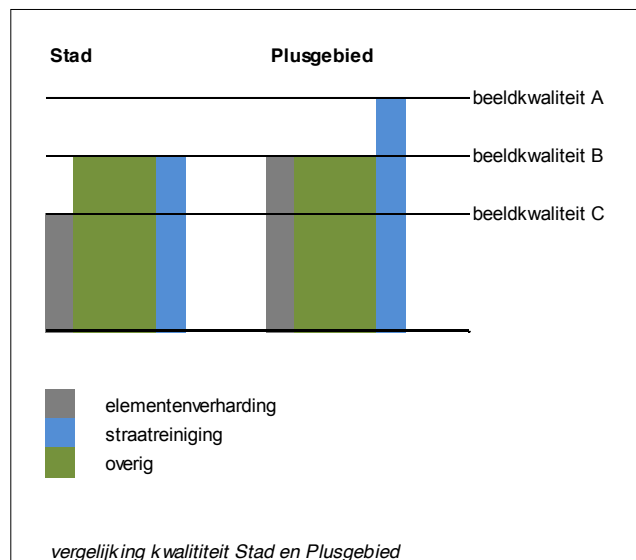 Stad Plusgebied
beeldkwaliteit A
beeldkwaliteit B
beeldkwaliteit C
elementenverharding
straatreiniging
overig
vergelijking kwalititeit Stad en Plusgebied